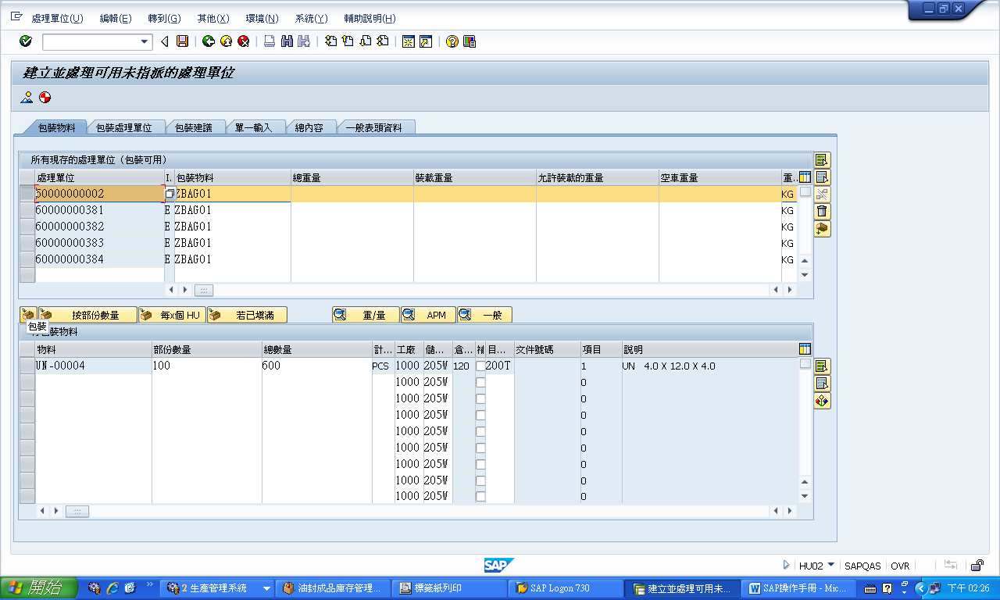 處理單位(U) 編輯(E) 轉到(G) 其他(X) 環境(N) 系統(Y) 輔助說明(H)
建立並處理可用未指派的處理單位
包裝物料 包裝處理單位 包裝建議 單一輸入 總內容 一般表頭資料
所有現存的處理單位（包裝可用）
處理單位 I. 包裝物料 總重量 裝載重量 允許裝載的重量 空車重量 重..
50000000002 ZBAG01 KG
60000000381 E ZBAG01 KG
60000000382 E ZBAG01 KG
60000000383 E ZBAG01 KG
60000000384 E ZBAG01 KG
按部份數量 每x個 HU 若已填滿 重/量 APM 一般
包裝
包裝物料
物料 部份數量 總數量 計... 工廠 儲... 倉... 目... 文件號碼 項目 說明
UN-00004 100 600 PCS 1000 205W 120 200T 1 UN 4.0 X 12.0 X 4.0
1000 205W 0
1000 205W 0
1000 205W 0
1000 205W 0
1000 205W 0
1000 205W 0
1000 205W 0
1000 205W 0
SAP HU02 SAPQAS OVR
開始 2 生產管理系統 油封成品庫存管理... 標籤紙列印 SAP Logon 730 建立並處理可用未... SAP操作手冊 - Mic... 下午 02:26